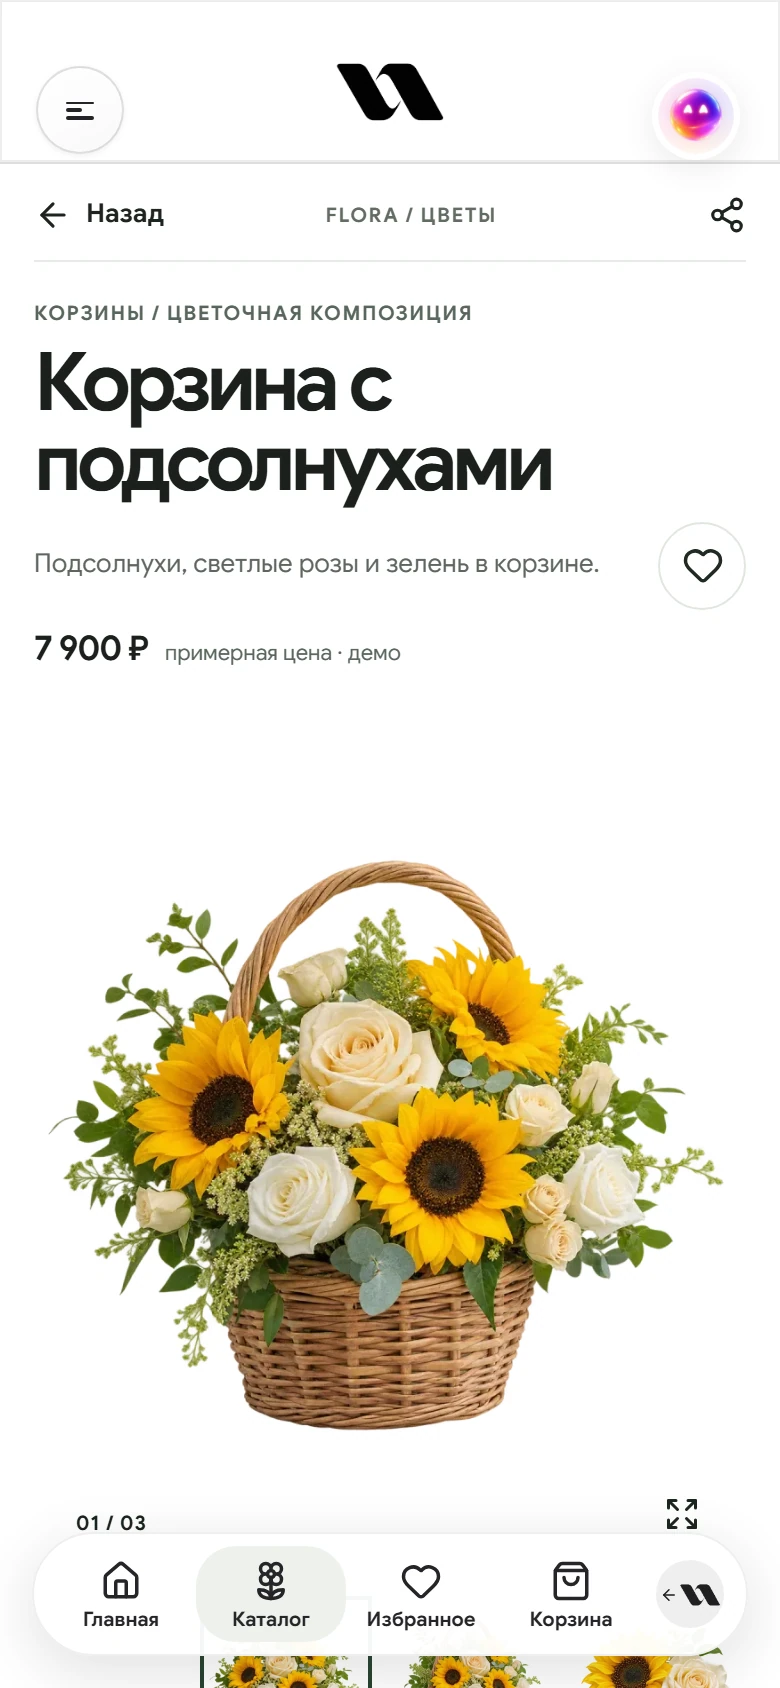 Назад
FLORA / ЦВЕТЫ
КОРЗИНЫ / ЦВЕТОЧНАЯ КОМПОЗИЦИЯ
Корзина с
подсолнухами
Подсолнухи, светлые розы и зелень в корзине.
7 900 ₽ примерная цена · демо
01 / 03
Главная
Каталог
Избранное
Корзина